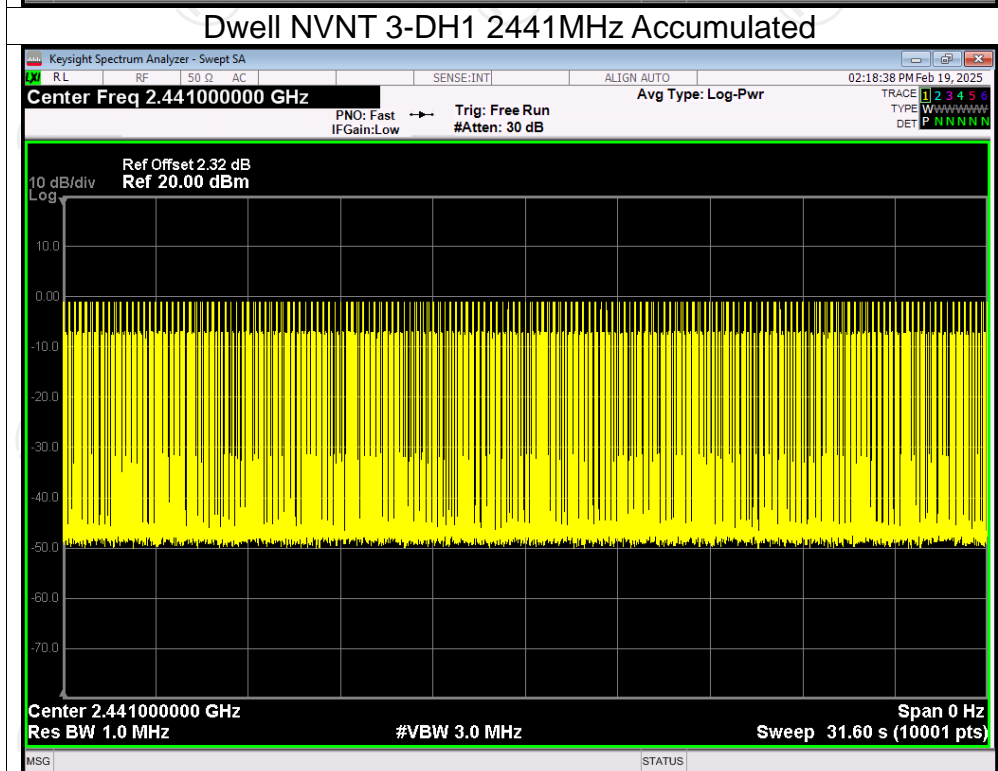 Dwell NVNT 3-DH1 2441MHz Accumulated
Keysight Spectrum Analyzer - Swept SA
LXI RL RF 50 Ω AC SENSE:INT ALIGN AUTO 02:18:38 PM Feb 19, 2025
Center Freq 2.441000000 GHz Avg Type: Log-Pwr TRACE 1 2 3 4 5 6
PNO: Fast Trig: Free Run TYPE WWWWWW
IFGain:Low #Atten: 30 dB DET P N N N N N
Ref Offset 2.32 dB
10 dB/div Ref 20.00 dBm
Log
10.0
0.00
-10.0
-20.0
-30.0
-40.0
-50.0
-60.0
-70.0
Center 2.441000000 GHz Span 0 Hz
Res BW 1.0 MHz #VBW 3.0 MHz Sweep 31.60 s (10001 pts)
MSG STATUS